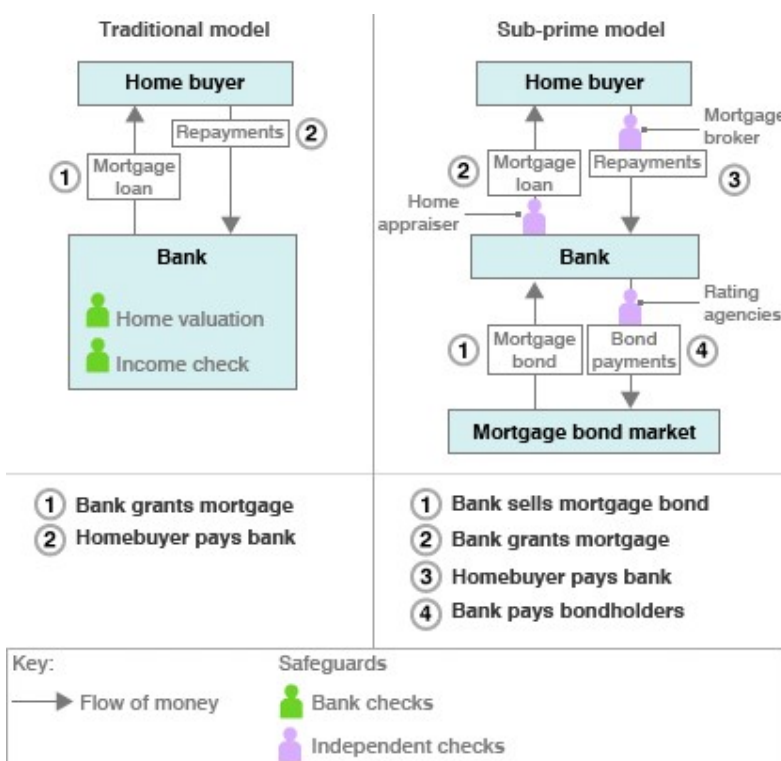 Traditional model
Home buyer
Repayments
2
1
Mortgage
loan
Bank
Home valuation
Income check
Sub-prime model
Home buyer
Mortgage
broker
2
Mortgage
loan
Repayments
3
Home
appraiser
Bank
Rating
agencies
1
Mortgage
bond
Bond
payments
4
Mortgage bond market
1 Bank grants mortgage
2 Homebuyer pays bank
1 Bank sells mortgage bond
2 Bank grants mortgage
3 Homebuyer pays bank
4 Bank pays bondholders
Key:
Flow of money
Safeguards
Bank checks
Independent checks